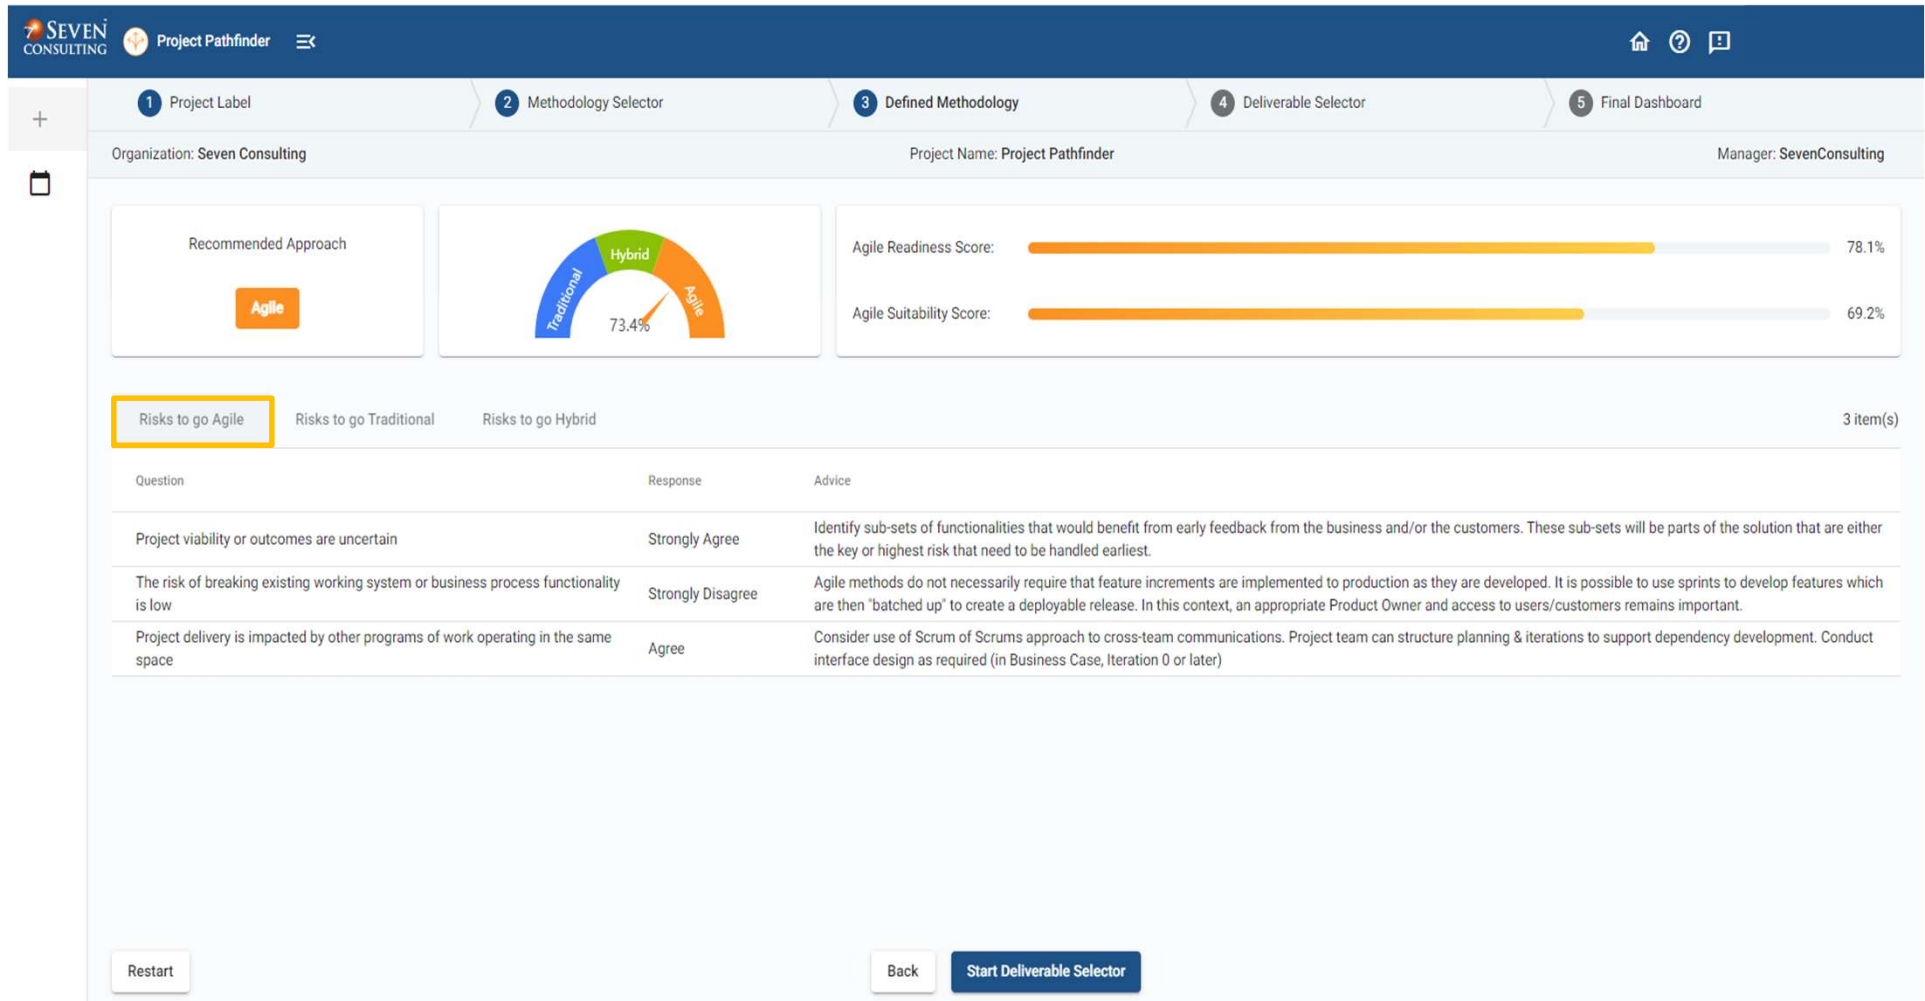 SEVEN
CONSULTING
Project Pathfinder
1 Project Label
2 Methodology Selector
3 Defined Methodology
4 Deliverable Selector
5 Final Dashboard
Organization: Seven Consulting
Project Name: Project Pathfinder
Manager: SevenConsulting
Recommended Approach
Agile
Traditional
Hybrid
Agile
73.4%
Agile Readiness Score:
78.1%
Agile Suitability Score:
69.2%
Risks to go Agile
Risks to go Traditional
Risks to go Hybrid
3 item(s)
Question
Response
Advice
Project viability or outcomes are uncertain
Strongly Agree
Identify sub-sets of functionalities that would benefit from early feedback from the business and/or the customers. These sub-sets will be parts of the solution that are either
the key or highest risk that need to be handled earliest.
The risk of breaking existing working system or business process functionality
is low
Strongly Disagree
Agile methods do not necessarily require that feature increments are implemented to production as they are developed. It is possible to use sprints to develop features which
are then "batched up" to create a deployable release. In this context, an appropriate Product Owner and access to users/customers remains important.
Project delivery is impacted by other programs of work operating in the same
space
Agree
Consider use of Scrum of Scrums approach to cross-team communications. Project team can structure planning & iterations to support dependency development. Conduct
interface design as required (in Business Case, Iteration 0 or later)
Restart
Back
Start Deliverable Selector